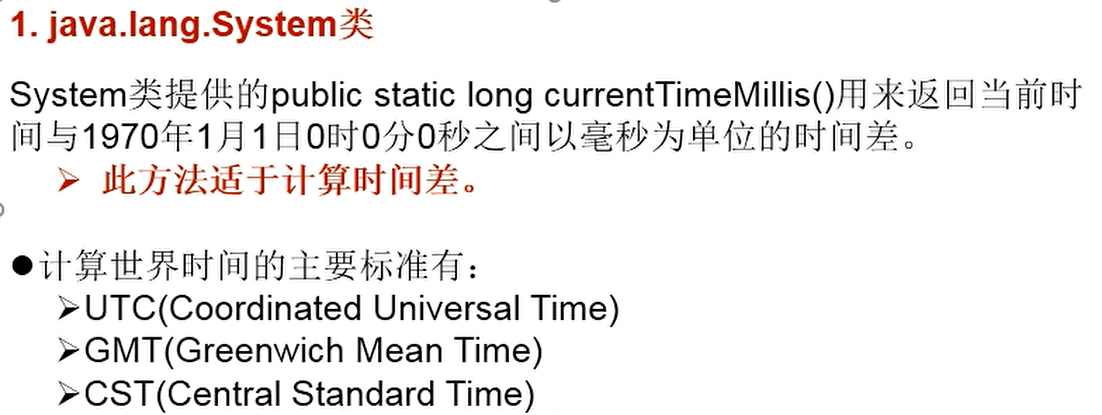 1. java.lang.System类
System类提供的public static long currentTimeMillis()用来返回当前时
间与1970年1月1日0时0分0秒之间以毫秒为单位的时间差。
➢ 此方法适于计算时间差。
●计算世界时间的主要标准有：
➢UTC(Coordinated Universal Time)
➢GMT(Greenwich Mean Time)
➢CST(Central Standard Time)